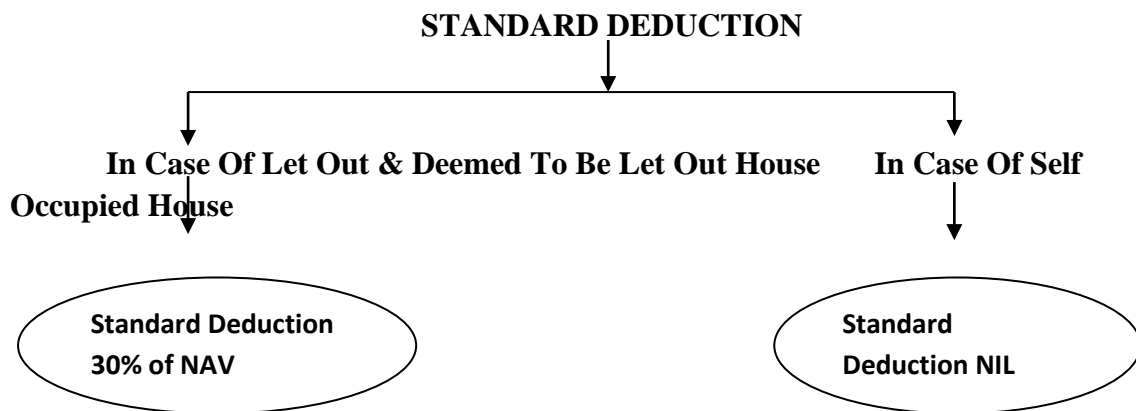 STANDARD DEDUCTION
In Case Of Let Out & Deemed To Be Let Out House In Case Of Self
Occupied House
Standard Deduction
30% of NAV
Standard
Deduction NIL